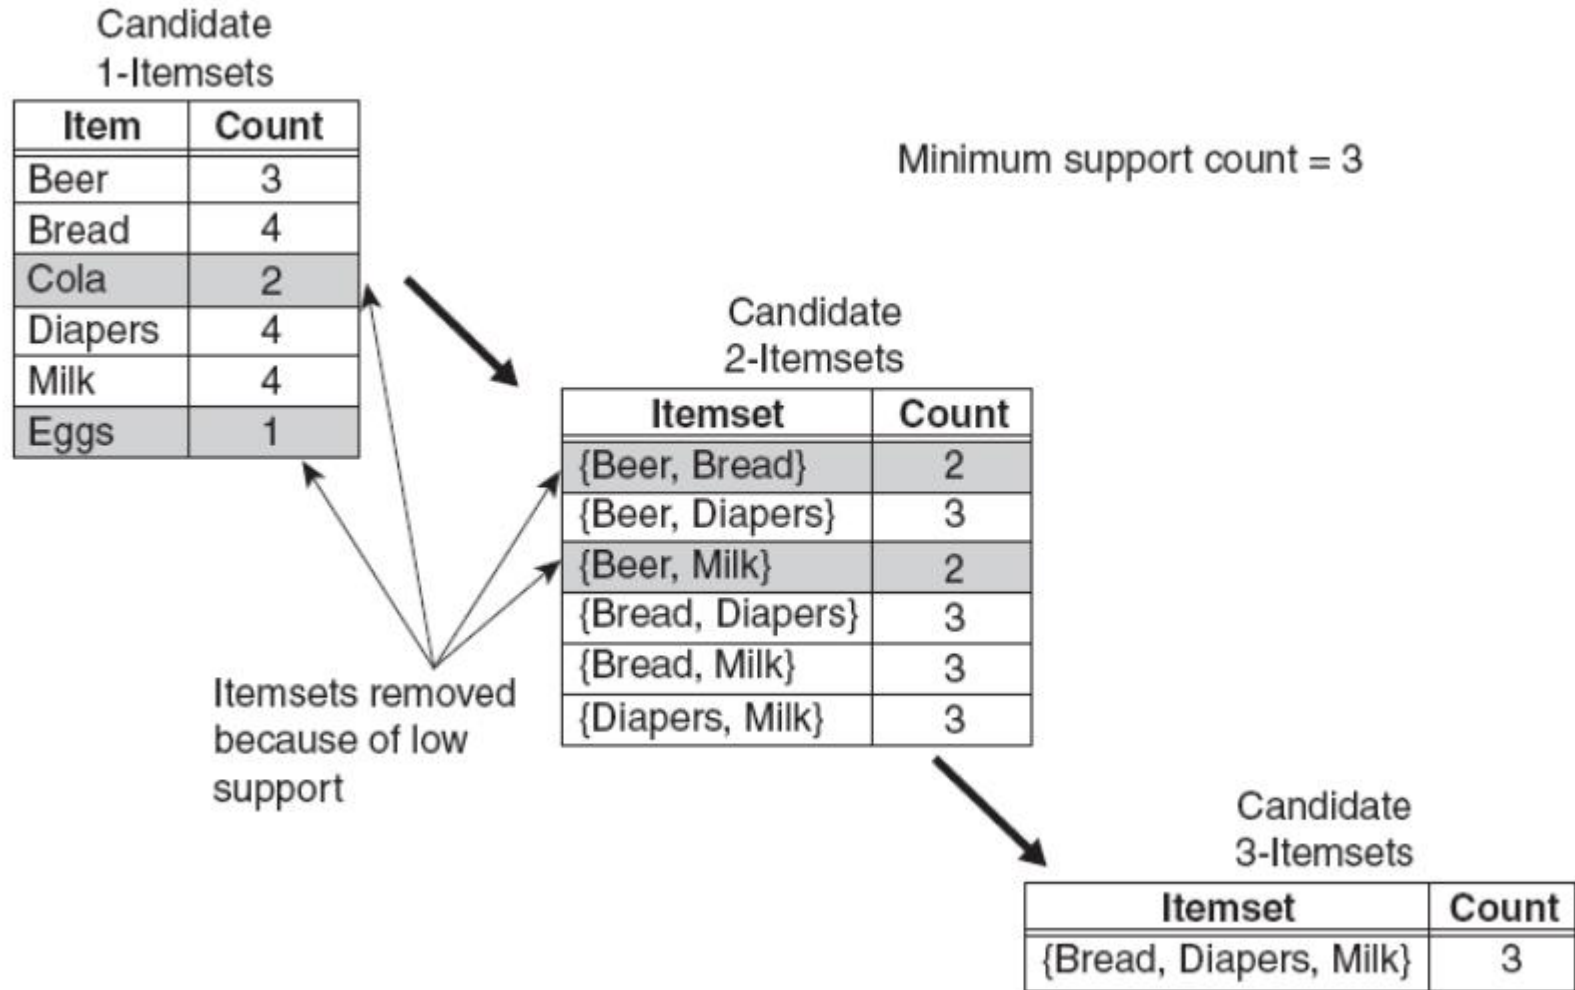 Candidate
1-Itemsets
Item Count
Beer 3
Bread 4
Cola 2
Diapers 4
Milk 4
Eggs 1
Minimum support count = 3
Candidate
2-Itemsets
Itemset Count
{Beer, Bread} 2
{Beer, Diapers} 3
{Beer, Milk} 2
{Bread, Diapers} 3
{Bread, Milk} 3
{Diapers, Milk} 3
Itemsets removed
because of low
support
Candidate
3-Itemsets
Itemset Count
{Bread, Diapers, Milk} 3